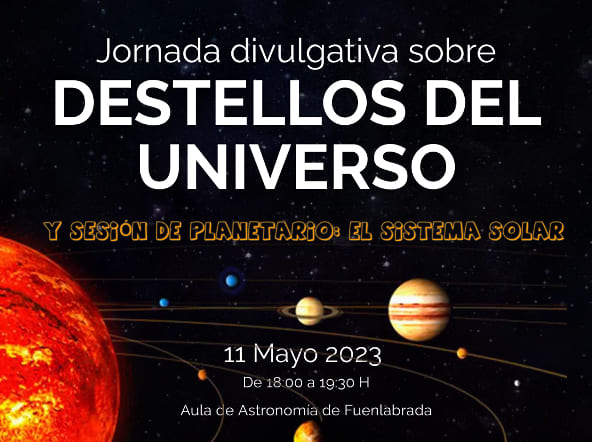 Jornada divulgativa sobre
DESTELLOS DEL
UNIVERSO
Y SESIÓN DE PLANETARIO: EL SISTEMA SOLAR
11 Mayo 2023
De 18:00 a 19:30 H
Aula de Astronomía de Fuenlabrada